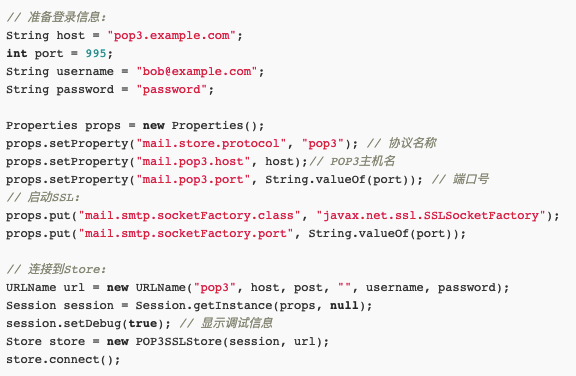 // 准备登录信息：
String host = "pop3.example.com";
int port = 995;
String username = "bob@example.com";
String password = "password";

Properties props = new Properties();
props.setProperty("mail.store.protocol", "pop3"); // 协议名称
props.setProperty("mail.pop3.host", host);// POP3主机名
props.setProperty("mail.pop3.port", String.valueOf(port)); // 端口号
// 启动SSL:
props.put("mail.smtp.socketFactory.class", "javax.net.ssl.SSLSocketFactory");
props.put("mail.smtp.socketFactory.port", String.valueOf(port));

// 连接到Store:
URLName url = new URLName("pop3", host, post, "", username, password);
Session session = Session.getInstance(props, null);
session.setDebug(true); // 显示调试信息
Store store = new POP3SSLStore(session, url);
store.connect();